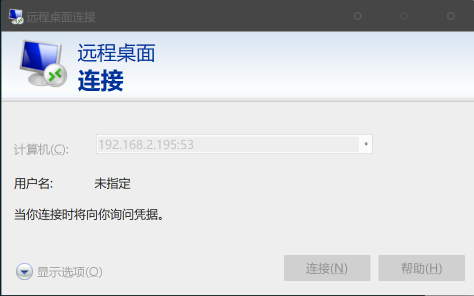 远程桌面连接
远程桌面
连接
计算机(C): 192.168.2.195:53
用户名: 未指定
当你连接时将向你询问凭据。
显示选项(O) 连接(N) 帮助(H)